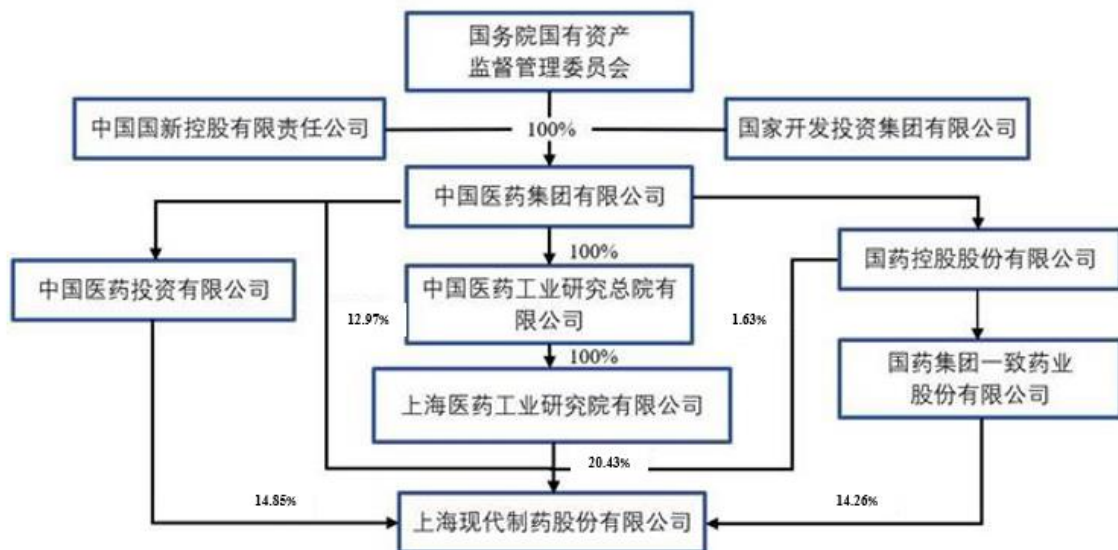 国务院国有资产
监督管理委员会
中国国新控股有限责任公司
100%
国家开发投资集团有限公司
中国医药集团有限公司
100%
国药控股股份有限公司
中国医药投资有限公司
中国医药工业研究总院有
限公司
12.97%
1.63%
100%
国药集团一致药业
股份有限公司
上海医药工业研究院有限公司
20.43%
14.85%
14.26%
上海现代制药股份有限公司